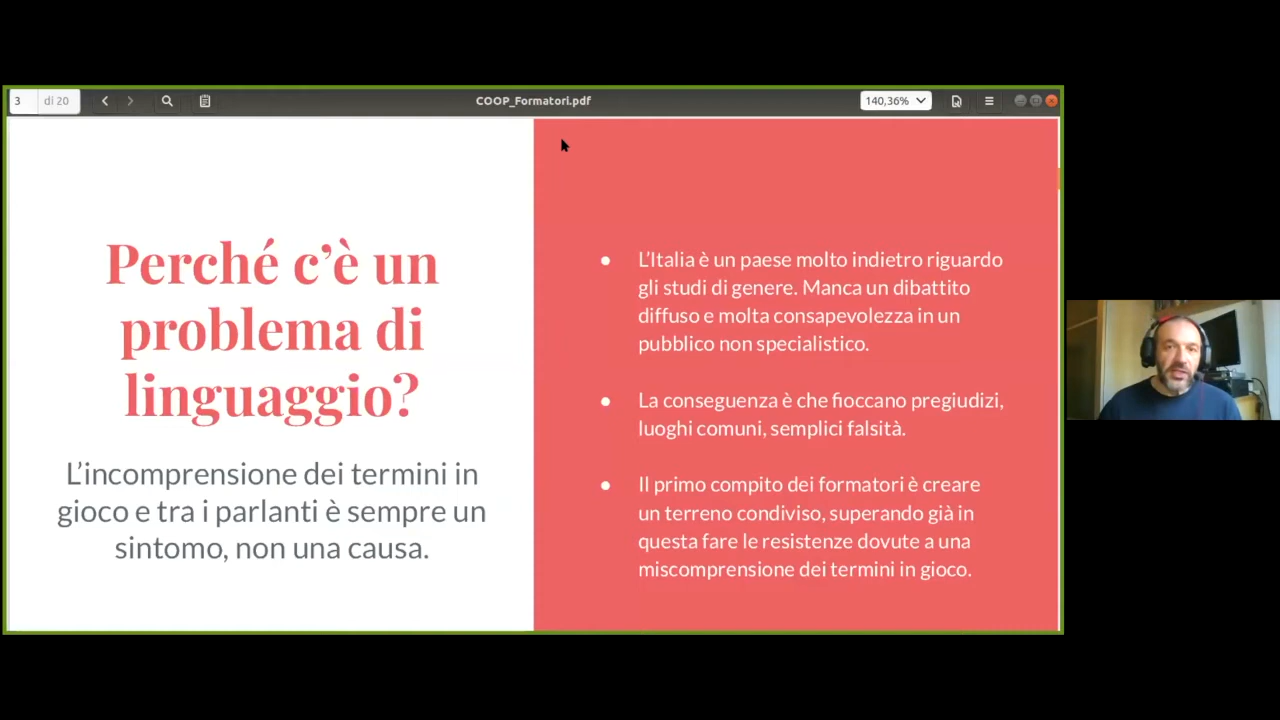 3
di 20
COOP_Formatori.pdf
140,36%
Perché c’è un
problema di
linguaggio?
L’incomprensione dei termini in
gioco e tra i parlanti è sempre un
sintomo, non una causa.
● L’Italia è un paese molto indietro riguardo
gli studi di genere. Manca un dibattito
diffuso e molta consapevolezza in un
pubblico non specialistico.
● La conseguenza è che fioccano pregiudizi,
luoghi comuni, semplici falsità.
● Il primo compito dei formatori è creare
un terreno condiviso, superando già in
questa fare le resistenze dovute a una
miscomprensione dei termini in gioco.